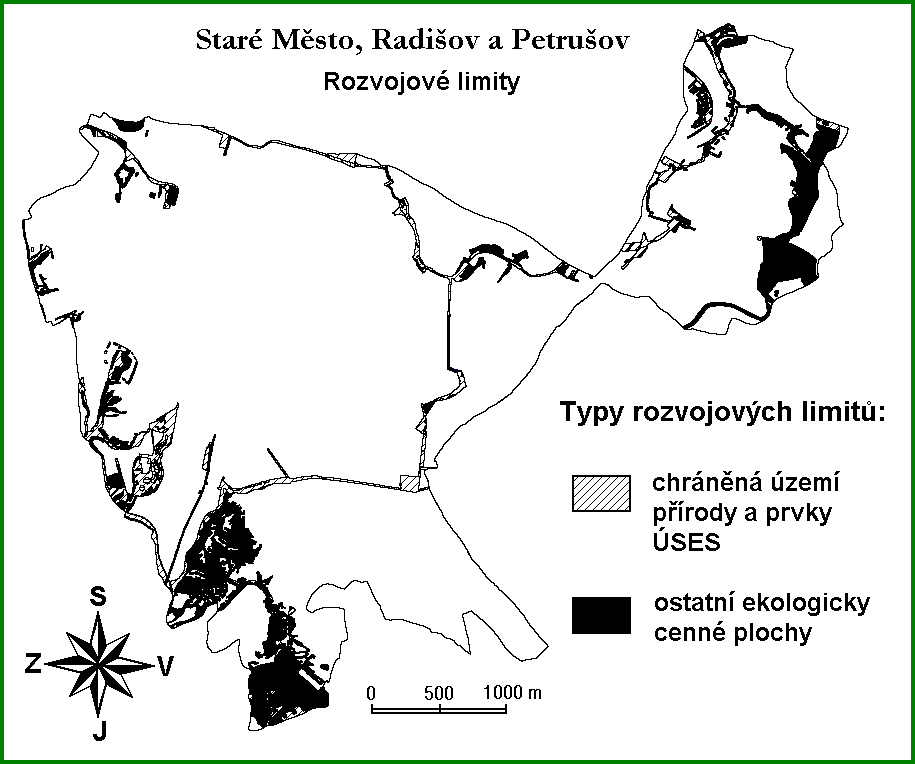 Staré Město, Radišov a Petrušov
Rozvojové limity
Typy rozvojových limitů:
chráněná území
přírody a prvky
ÚSES
ostatní ekologicky
cenné plochy
S
Z
V
J
0 500 1000 m